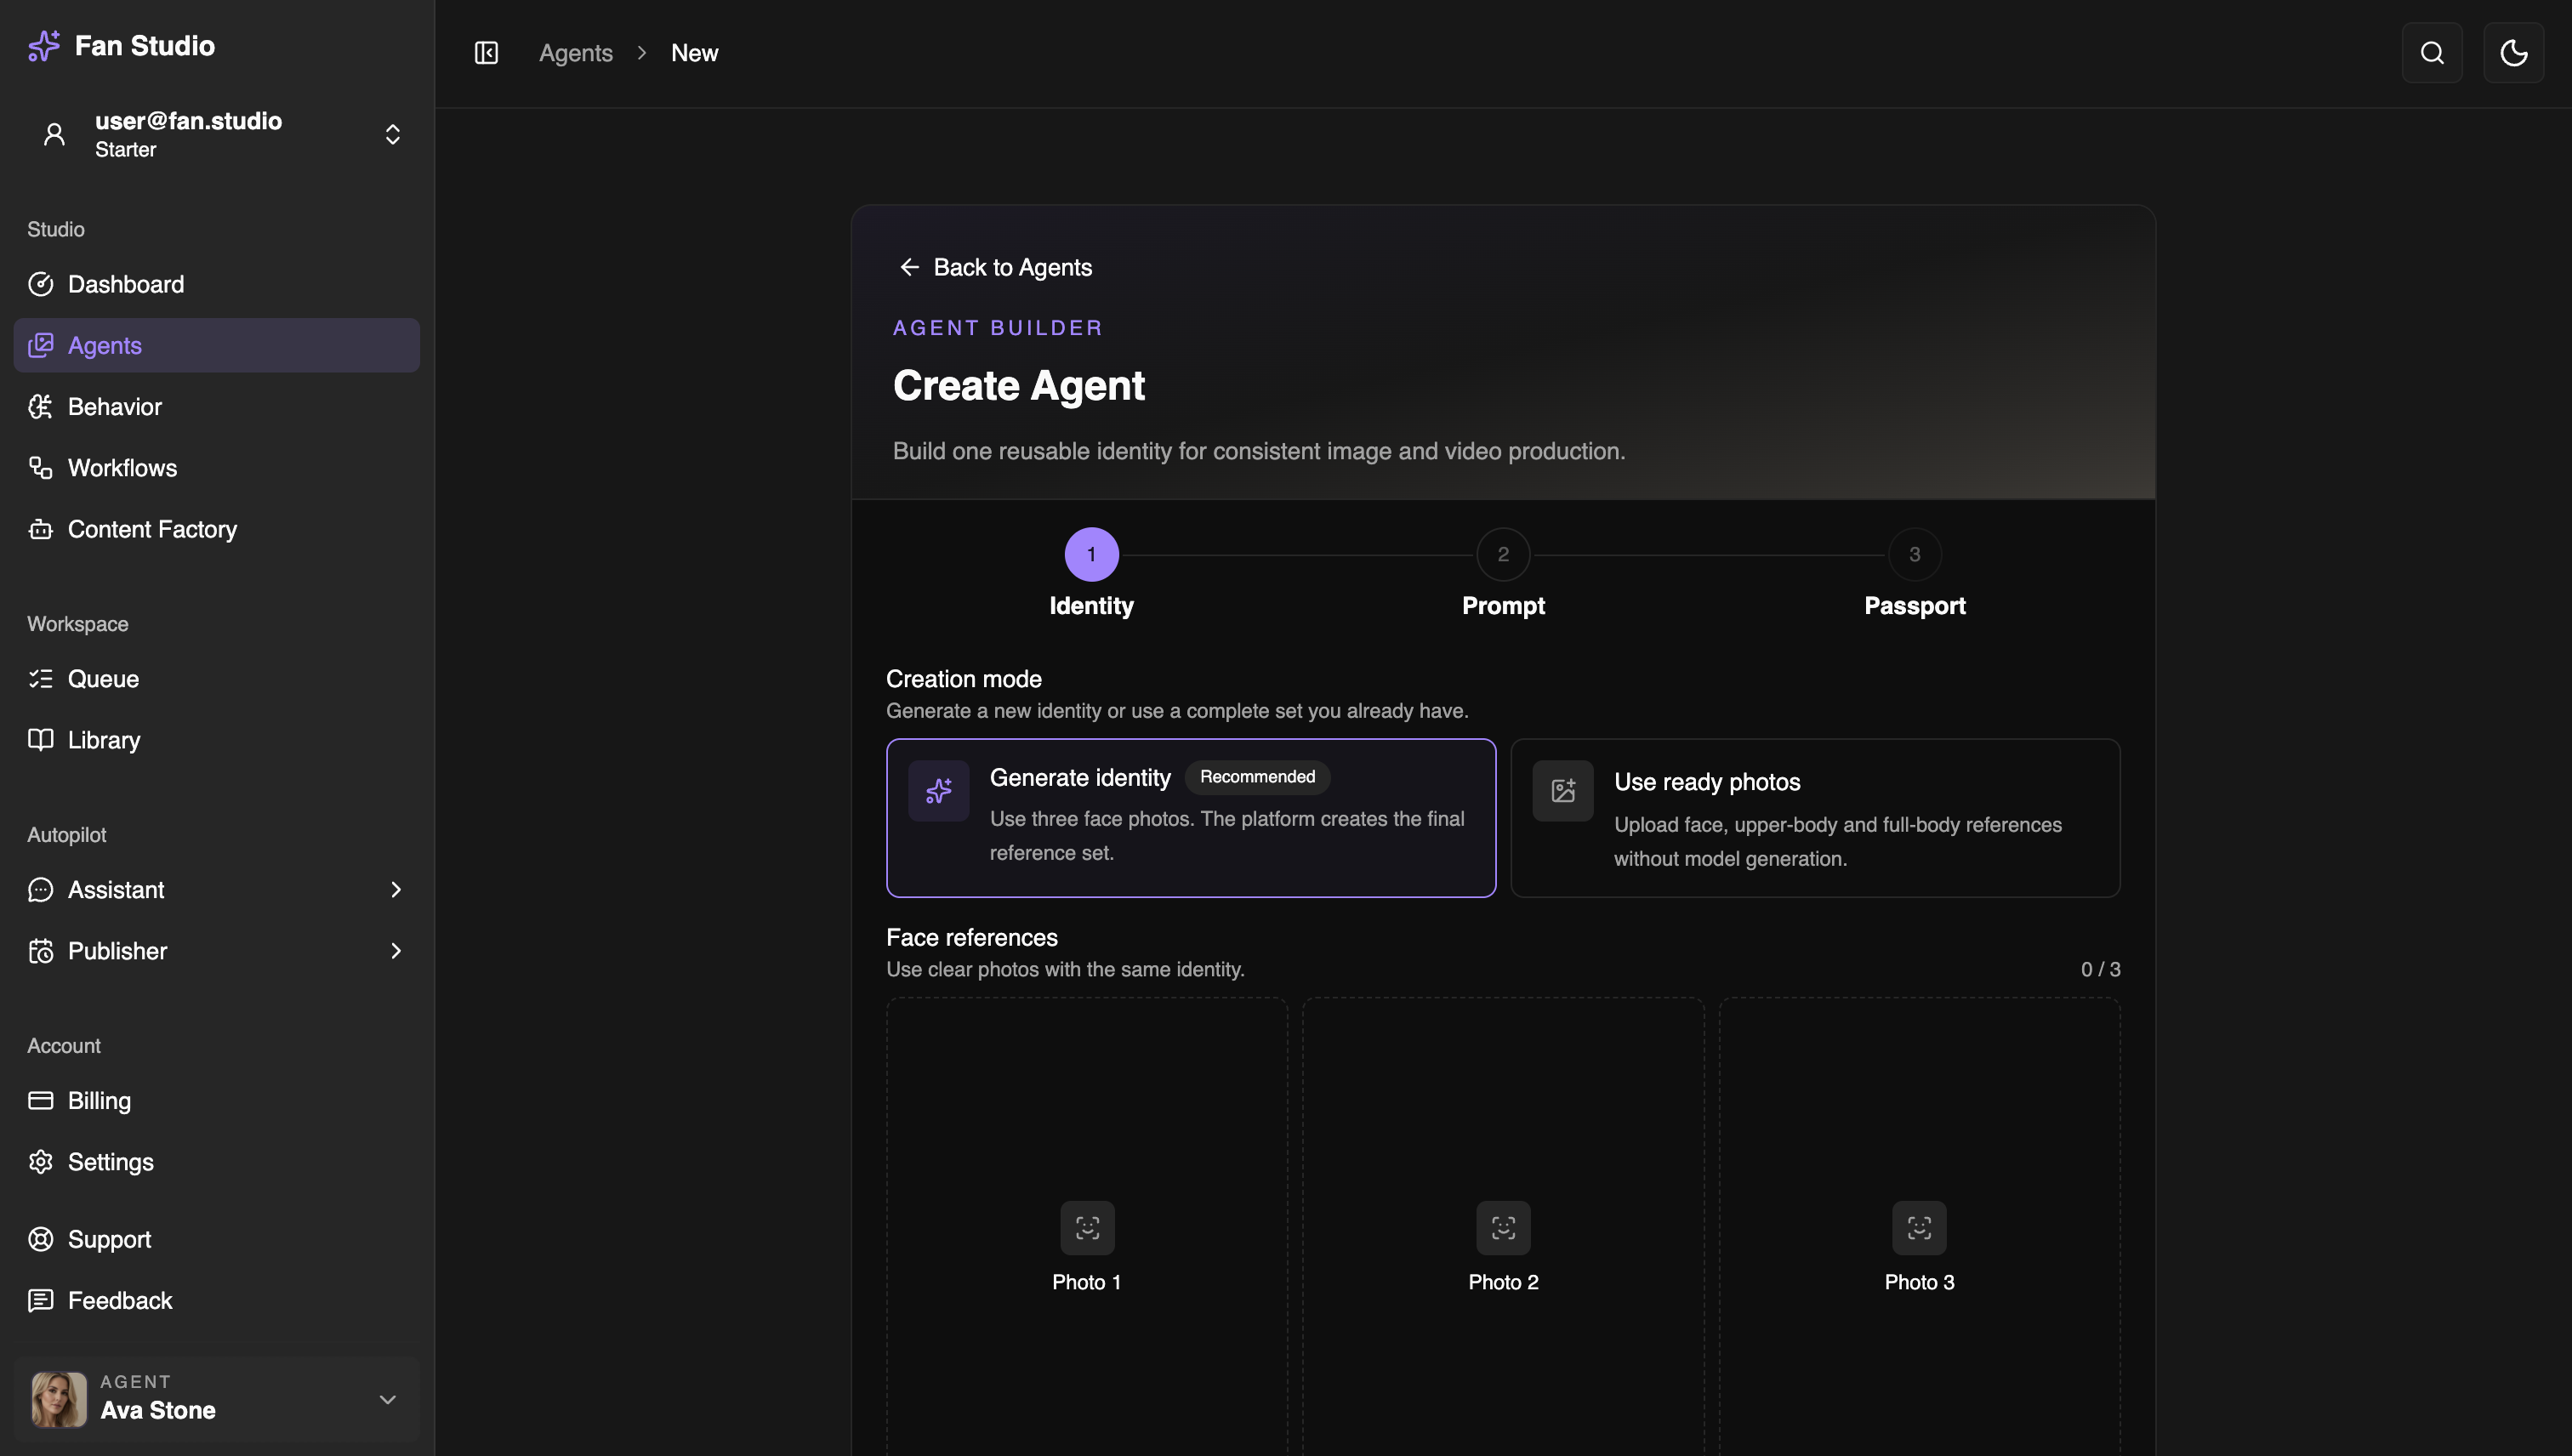 Fan Studio
user@fan.studio
Starter
Studio
Dashboard
Agents
Behavior
Workflows
Content Factory
Workspace
Queue
Library
Autopilot
Assistant
Publisher
Account
Billing
Settings
Support
Feedback
AGENT
Ava Stone
Agents > New
Back to Agents
AGENT BUILDER
Create Agent
Build one reusable identity for consistent image and video production.
1
2
3
Identity
Prompt
Passport
Creation mode
Generate a new identity or use a complete set you already have.
Generate identity Recommended
Use three face photos. The platform creates the final
reference set.
Use ready photos
Upload face, upper-body and full-body references
without model generation.
Face references
Use clear photos with the same identity.
0 / 3
Photo 1
Photo 2
Photo 3